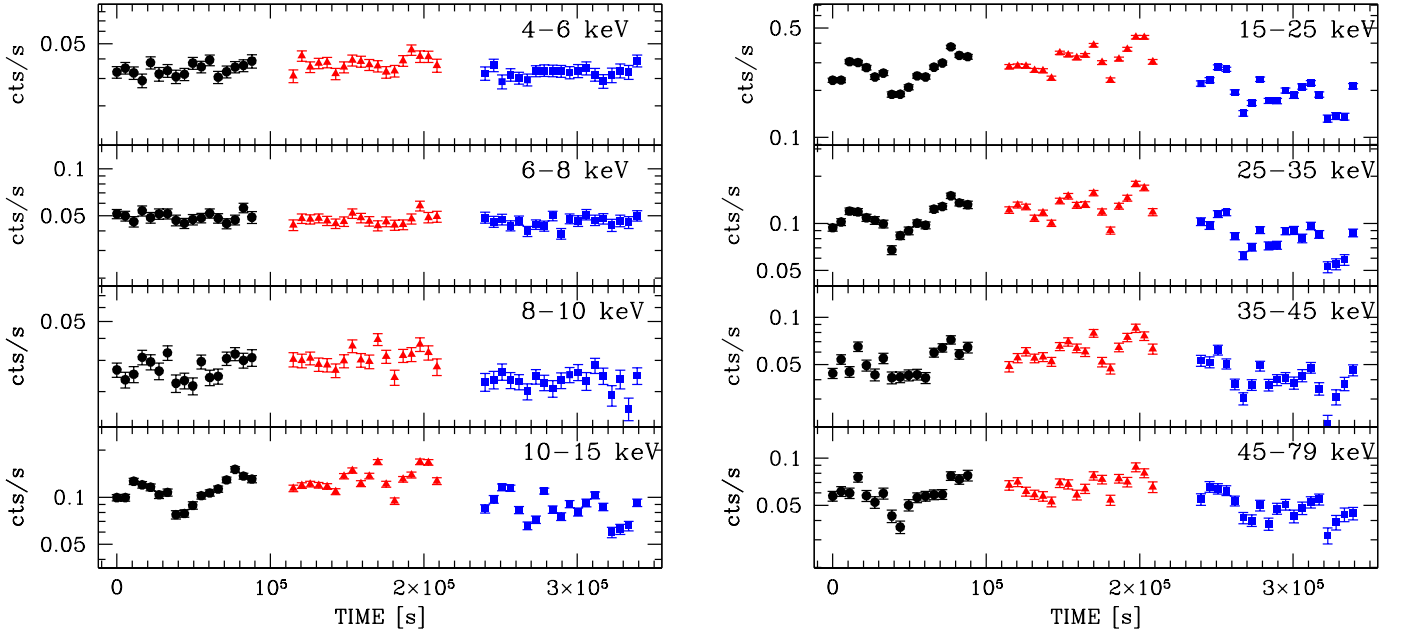 4−6 keV
0.05
cts/s
6−8 keV
0.1
0.05
cts/s
8−10 keV
0.05
cts/s
10−15 keV
0.1
0.05
cts/s
0 10⁵ 2×10⁵ 3×10⁵
TIME [s]
15−25 keV
0.5
0.1
cts/s
25−35 keV
0.1
0.05
cts/s
35−45 keV
0.1
0.05
cts/s
45−79 keV
0.1
0.05
cts/s
0 10⁵ 2×10⁵ 3×10⁵
TIME [s]